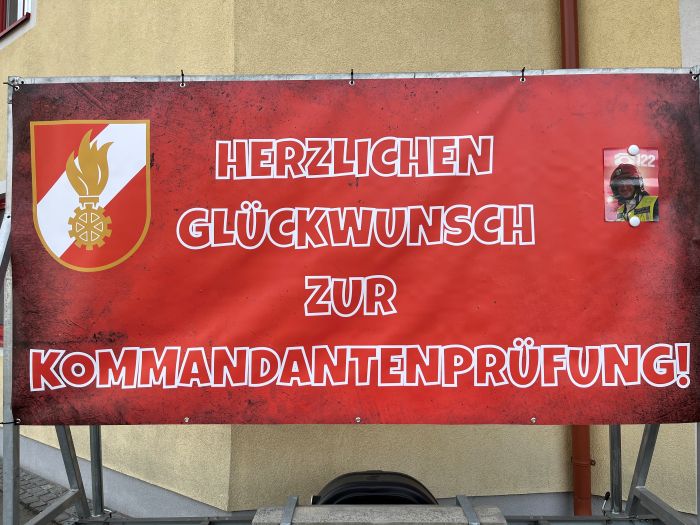 HERZLICHEN
GLÜCKWUNSCH
ZUR
KOMMANDANTENPRÜFUNG!
122